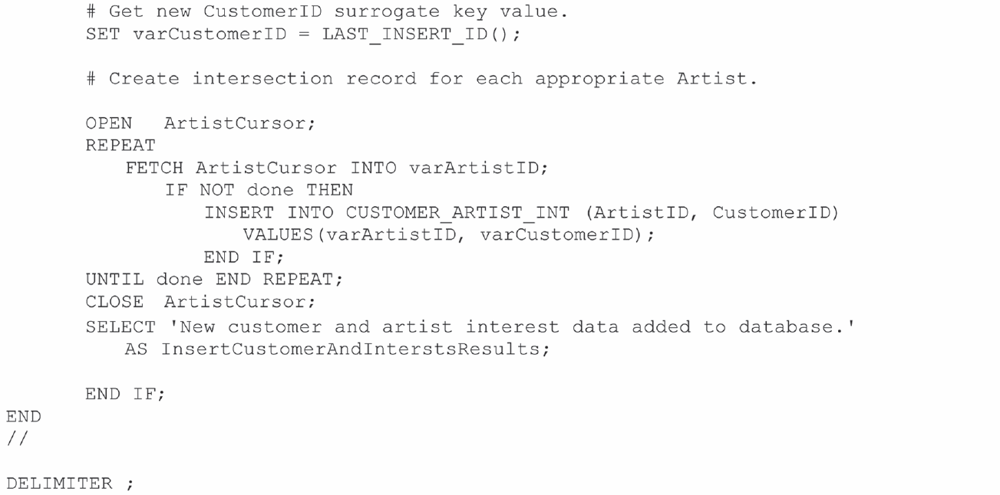 # Get new CustomerID surrogate key value.
SET varCustomerID = LAST_INSERT_ID();
# Create intersection record for each appropriate Artist.
OPEN ArtistCursor;
REPEAT
FETCH ArtistCursor INTO varArtistID;
IF NOT done THEN
INSERT INTO CUSTOMER_ARTIST_INT (ArtistID, CustomerID)
VALUES(varArtistID, varCustomerID);
END IF;
UNTIL done END REPEAT;
CLOSE ArtistCursor;
SELECT 'New customer and artist interest data added to database.'
AS InsertCustomerAndInterstsResults;
END IF;
END
//
DELIMITER ;